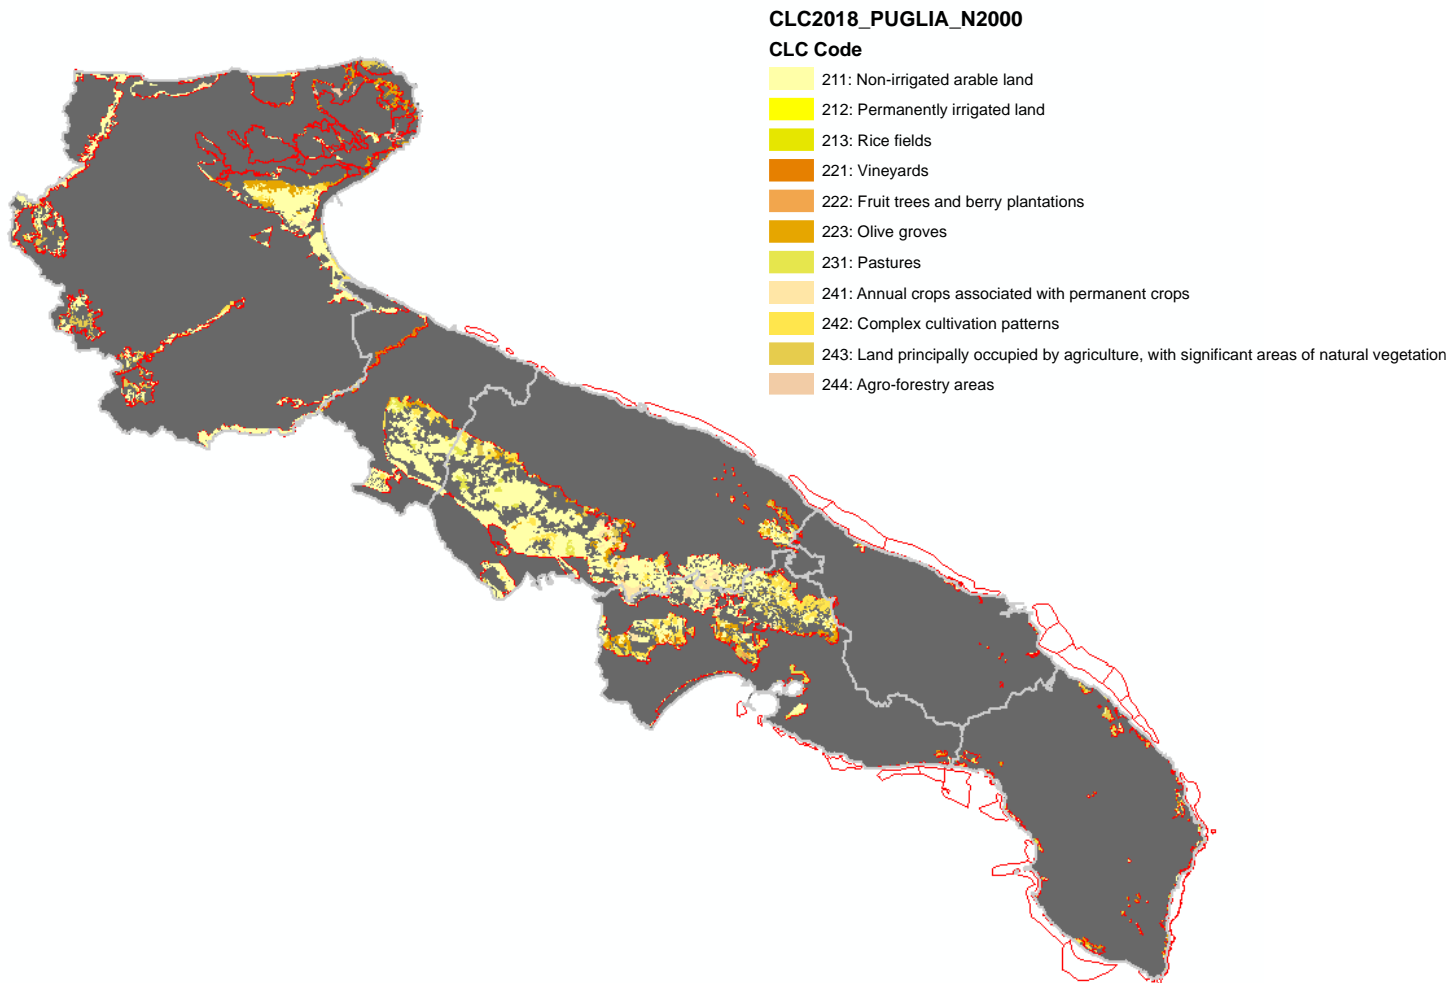 CLC2018_PUGLIA_N2000
CLC Code
211: Non-irrigated arable land
212: Permanently irrigated land
213: Rice fields
221: Vineyards
222: Fruit trees and berry plantations
223: Olive groves
231: Pastures
241: Annual crops associated with permanent crops
242: Complex cultivation patterns
243: Land principally occupied by agriculture, with significant areas of natural vegetation
244: Agro-forestry areas